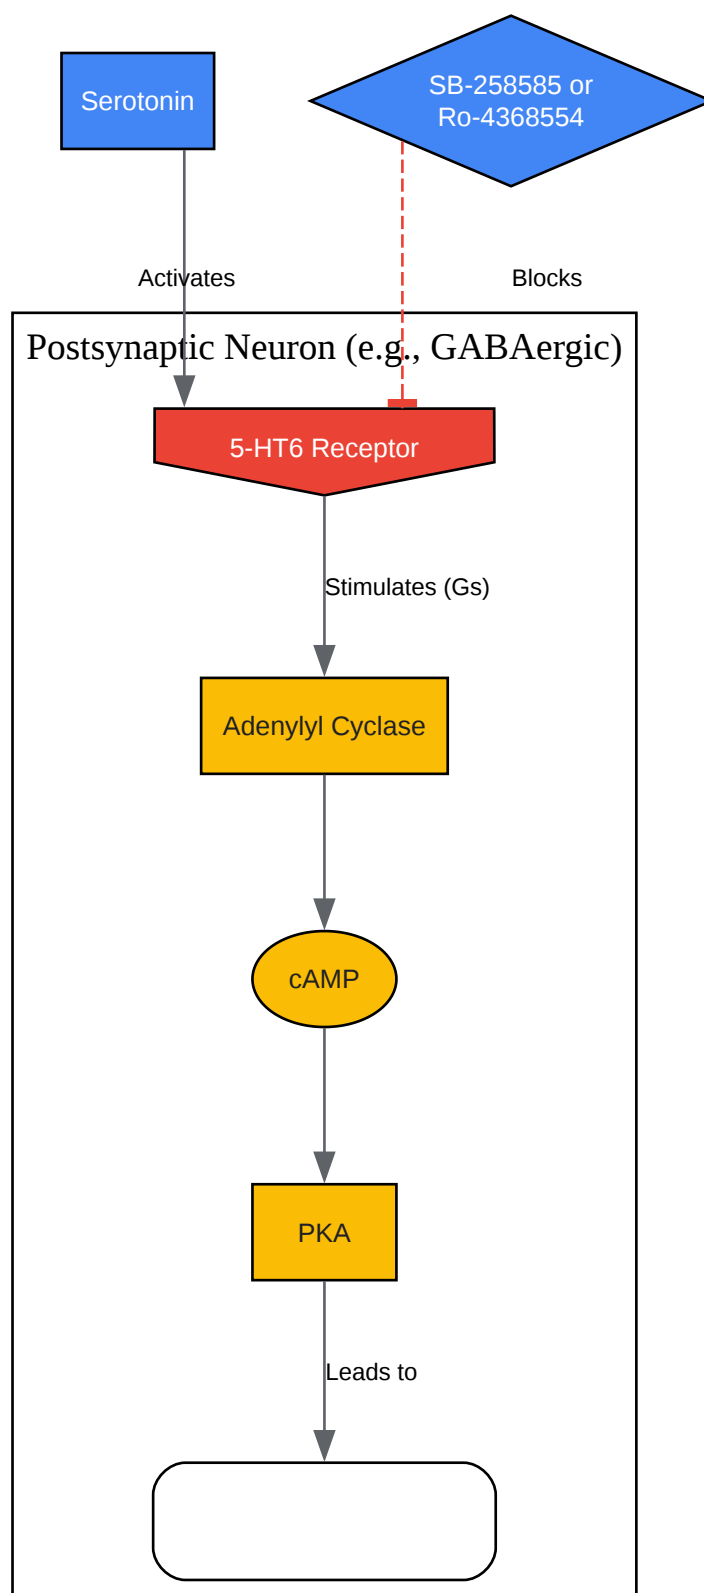 Serotonin
SB-258585 or
Ro-4368554
Activates
Blocks
Postsynaptic Neuron (e.g., GABAergic)
5-HT6 Receptor
Stimulates (Gs)
Adenylyl Cyclase
cAMP
PKA
Leads to